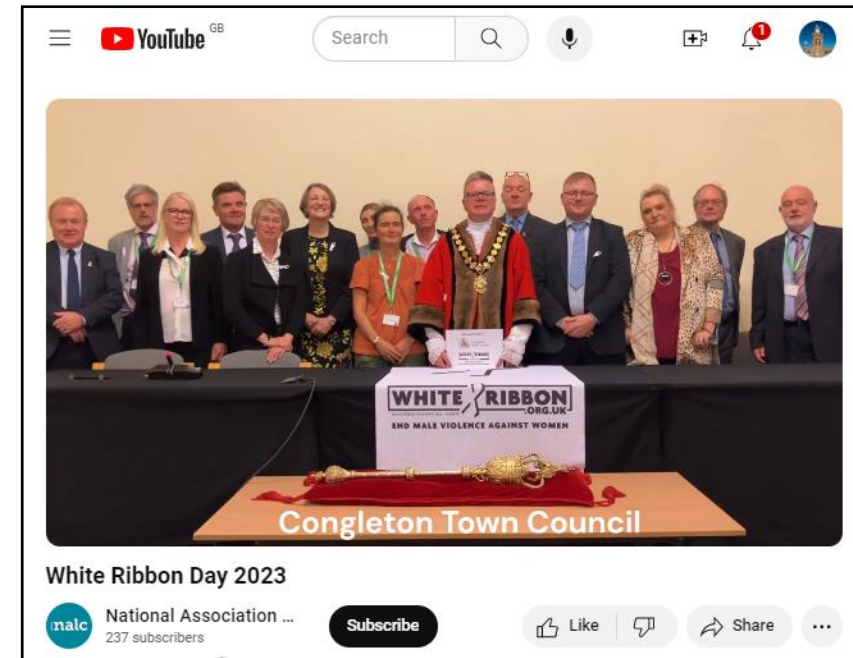 YouTube GB
Search
1
WHITE RIBBON
.ORG.UK
END MALE VIOLENCE AGAINST WOMEN
Congleton Town Council
White Ribbon Day 2023
nalc
National Association ...
237 subscribers
Subscribe
Like
Share